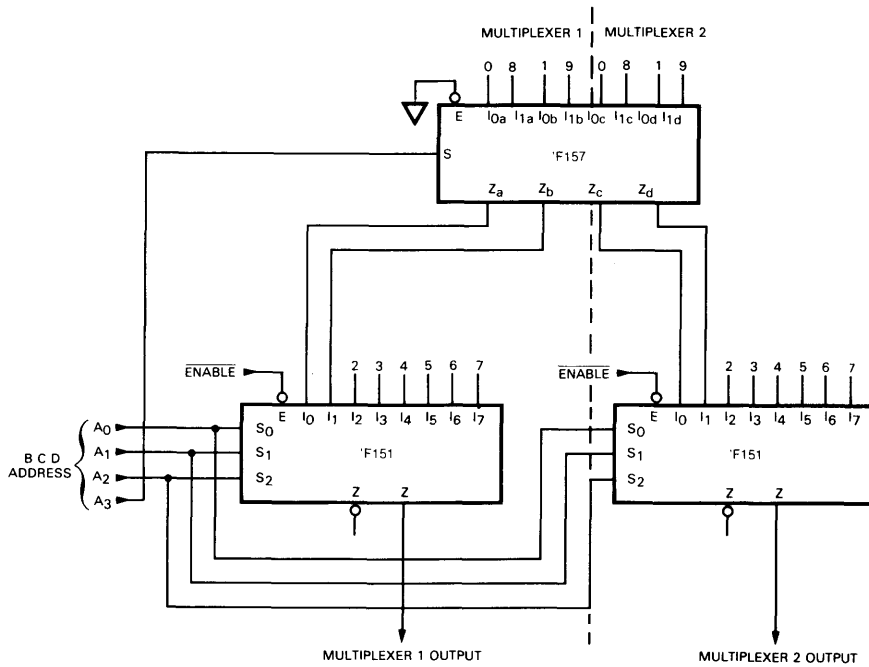 MULTIPLEXER 1 MULTIPLEXER 2
0 8 1 9 0 8 1 9
E I0a I1a I0b I1b I0c I1c I0d I1d
S 'F157
Za Zb Zc Zd
ENABLE 2 3 4 5 6 7
E I0 I1 I2 I3 I4 I5 I6 I7
S0
S1 'F151
S2
Z Z
ENABLE 2 3 4 5 6 7
E I0 I1 I2 I3 I4 I5 I6 I7
S0
S1 'F151
S2
Z Z
BCD
ADDRESS
A0
A1
A2
A3
MULTIPLEXER 1 OUTPUT
MULTIPLEXER 2 OUTPUT